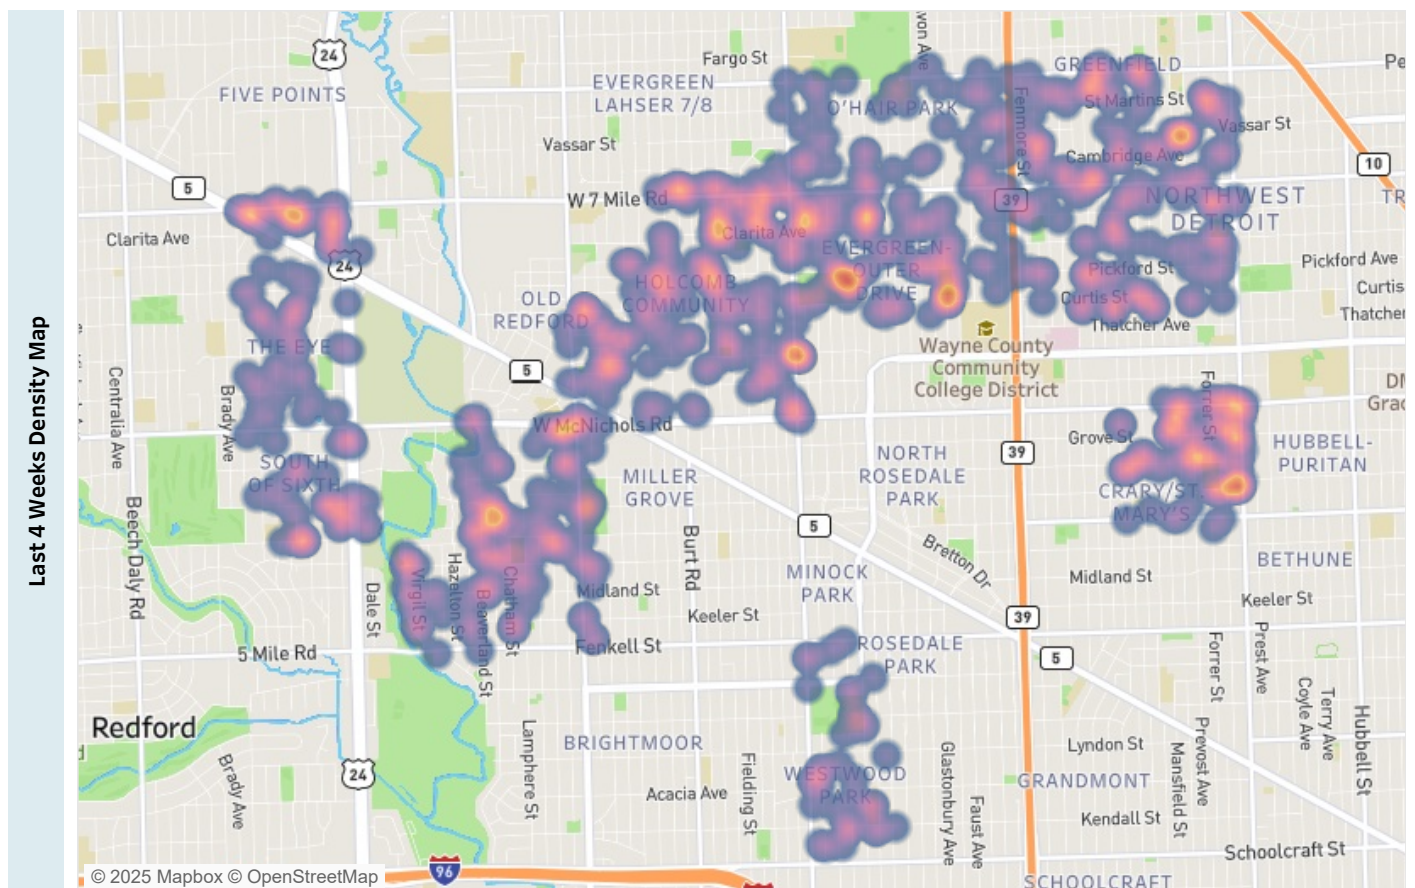 Last 4 Weeks Density Map
24
Fargo St
GREENFIELD
FIVE POINTS
EVERGREEN
LAHSER 7/8
O'HAIR PARK
Fenmore St
St Martins St
Vassar St
Vassar St
Cambridge Ave
10
5
W 7 Mile Rd
39
NORTHWEST
DETROIT
Clarita Ave
Clarita Ave
24
EVERGREEN-
OUTER
DRIVE
Pickford St
Pickford Ave
HOLCOMB
COMMUNITY
OLD
REDFORD
Curtis St
Curtis
Thatcher Ave
Thatcher
THE EYE
Wayne County
Community
College District
5
Centralia Ave
Brady Ave
Forrer St
W McNichols Rd
Grove St
HUBBELL-
PURITAN
39
SOUTH
OF SIXTH
MILLER
GROVE
NORTH
ROSEDALE
PARK
CRARY/ST.
MARY'S
5
Beech Daly Rd
Burt Rd
Bretton Dr
BETHUNE
MINOCK
PARK
Midland St
Midland St
Dale St
Virgil St
Hazelton St
Beaverland St
Chatham St
Keeler St
Keeler St
39
5 Mile Rd
Fenkell St
ROSEDALE
PARK
5
Forrer St
Prest Ave
Redford
BRIGHTMOOR
Lamphere St
Fielding St
Glastonbury Ave
Faust Ave
Lyndon St
Prevost Ave
Mansfield St
Coyle Ave
Terry Ave
Hubbell St
24
Brady Ave
WESTWOOD
PARK
GRANDMONT
Acacia Ave
Kendall St
Schoolcraft St
96
SCHOOLCRAFT
© 2025 Mapbox © OpenStreetMap